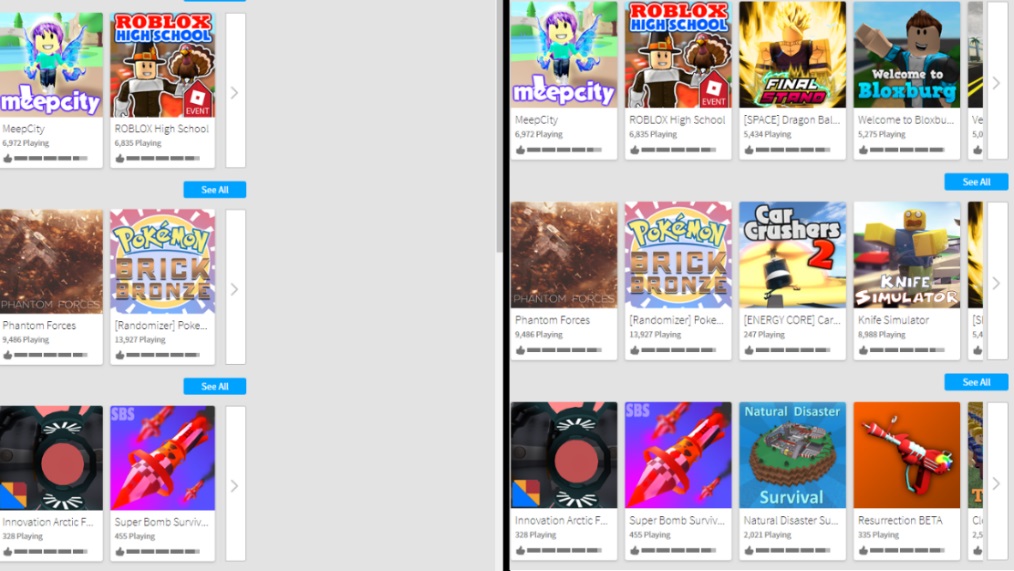 meepcity
ROBLOX
HIGH SCHOOL
EVENT
MeepCity
6,972 Playing
ROBLOX High School
6,835 Playing
See All
PHANTOM FORCES
POKéMON
BRICK
BRONZE
Phantom Forces
9,486 Playing
[Randomizer] Poke...
13,927 Playing
See All
SBS
Innovation Arctic F...
328 Playing
Super Bomb Surviv...
455 Playing
meepcity
ROBLOX
HIGH SCHOOL
EVENT
FINAL
STAND
Welcome to
Bloxburg
MeepCity
6,972 Playing
ROBLOX High School
6,835 Playing
[SPACE] Dragon Bal...
5,434 Playing
Welcome to Bloxbu...
5,275 Playing
Ve
5,0
See All
PHANTOM FORCES
POKéMON
BRICK
BRONZE
Car
Crushers
2
KNIFE
SIMULATOR
Phantom Forces
9,486 Playing
[Randomizer] Poke...
13,927 Playing
[ENERGY CORE] Car...
247 Playing
Knife Simulator
8,988 Playing
[S
5,4
See All
SBS
Natural Disaster
Survival
Innovation Arctic F...
328 Playing
Super Bomb Surviv...
455 Playing
Natural Disaster Su...
2,021 Playing
Resurrection BETA
335 Playing
2,5